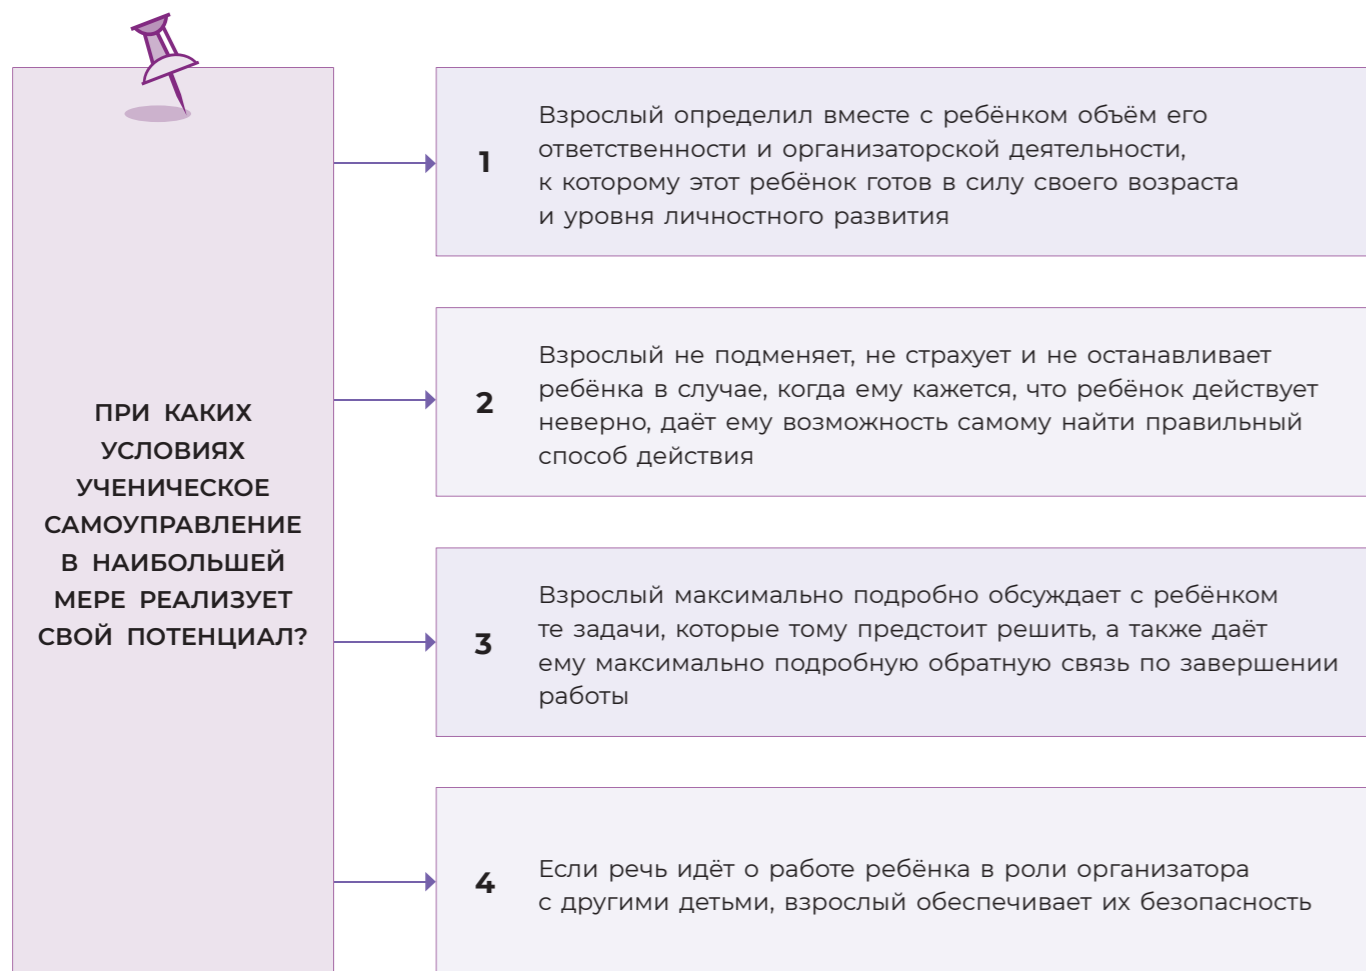 ПРИ КАКИХ
УСЛОВИЯХ
УЧЕНИЧЕСКОЕ
САМОУПРАВЛЕНИЕ
В НАИБОЛЬШЕЙ
МЕРЕ РЕАЛИЗУЕТ
СВОЙ ПОТЕНЦИАЛ?
1
Взрослый определил вместе с ребёнком объём его
ответственности и организаторской деятельности,
к которому этот ребёнок готов в силу своего возраста
и уровня личностного развития
2
Взрослый не подменяет, не страхует и не останавливает
ребёнка в случае, когда ему кажется, что ребёнок действует
неверно, даёт ему возможность самому найти правильный
способ действия
3
Взрослый максимально подробно обсуждает с ребёнком
те задачи, которые тому предстоит решить, а также даёт
ему максимально подробную обратную связь по завершении
работы
4
Если речь идёт о работе ребёнка в роли организатора
с другими детьми, взрослый обеспечивает их безопасность